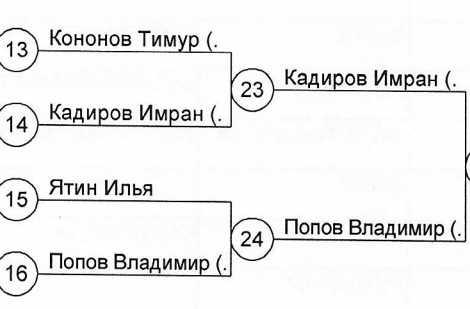 13 Кононов Тимур (.
23 Кадиров Имран (.
14 Кадиров Имран (.
15 Ятин Илья
24 Попов Владимир (.
16 Попов Владимир (.